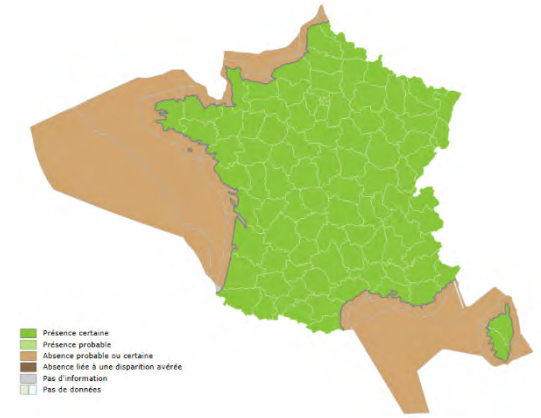 Présence certaine
Présence probable
Absence probable ou certaine
Absence liée à une disparition avérée
Pas d'information
Pas de données